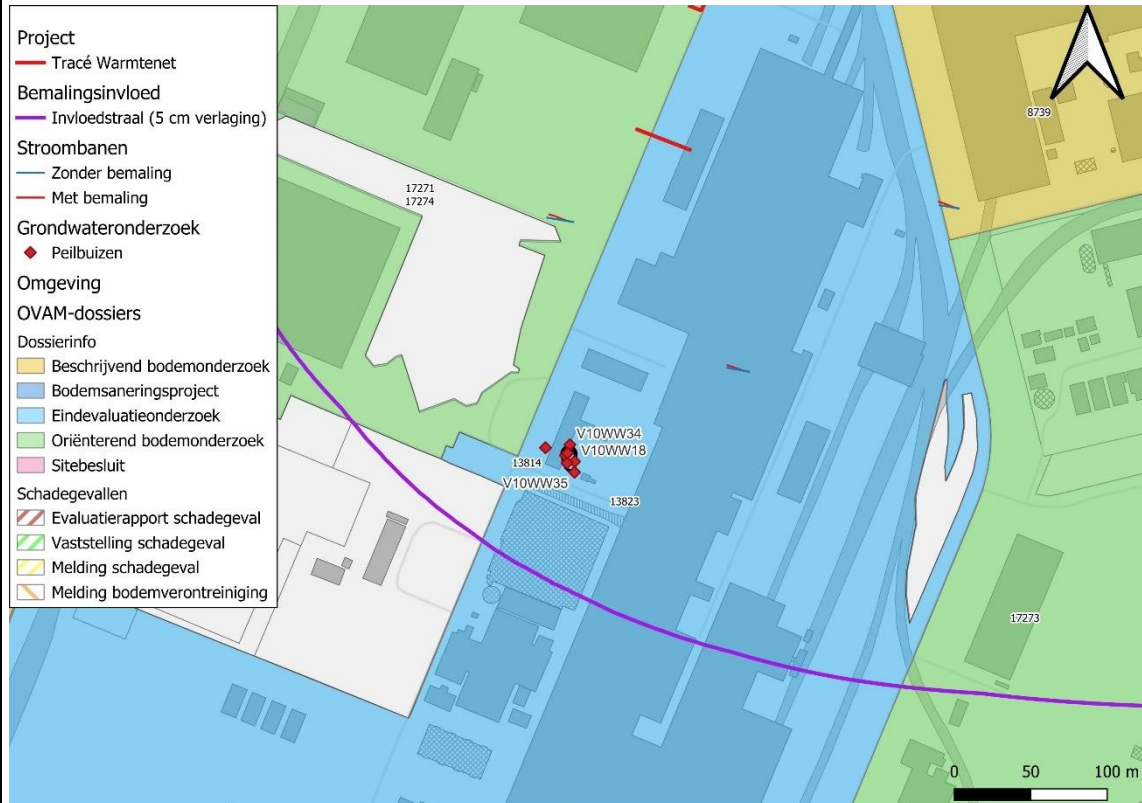 Project
Tracé Warmtenet
Bemalingsinvloed
Invloedstraal (5 cm verlaging)
Stroombanen
Zonder bemaling
Met bemaling
Grondwateronderzoek
Peilbuizen
Omgeving
OVAM-dossiers
Dossierinfo
Beschrijvend bodemonderzoek
Bodemsaneringsproject
Eindevaluatieonderzoek
Oriënterend bodemonderzoek
Sitebesluit
Schadegevallen
Evaluatierapport schadegeval
Vaststelling schadegeval
Melding schadegeval
Melding bodemverontreiniging
8739
17271
17274
V10WW34
V10WW18
13814
V10WW35
13823
17273
0 50 100 m